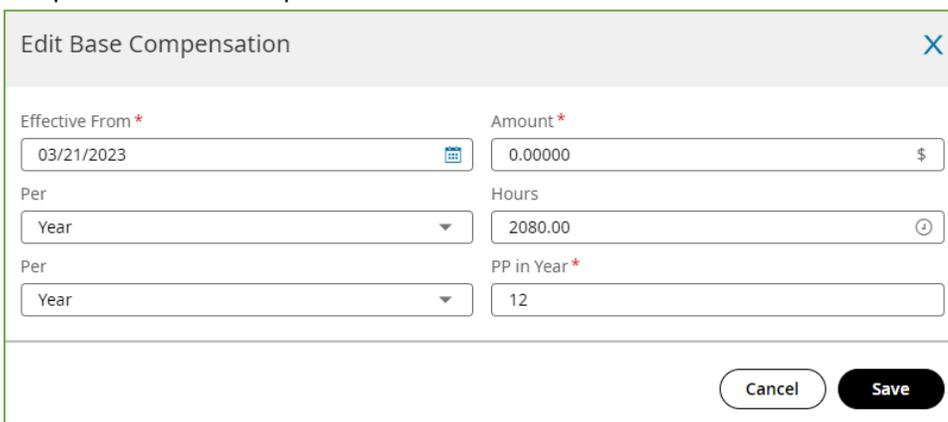 Edit Base Compensation X
Effective From * Amount *
03/21/2023 0.00000 $
Per Hours
Year 2080.00
Per PP in Year *
Year 12
Cancel Save